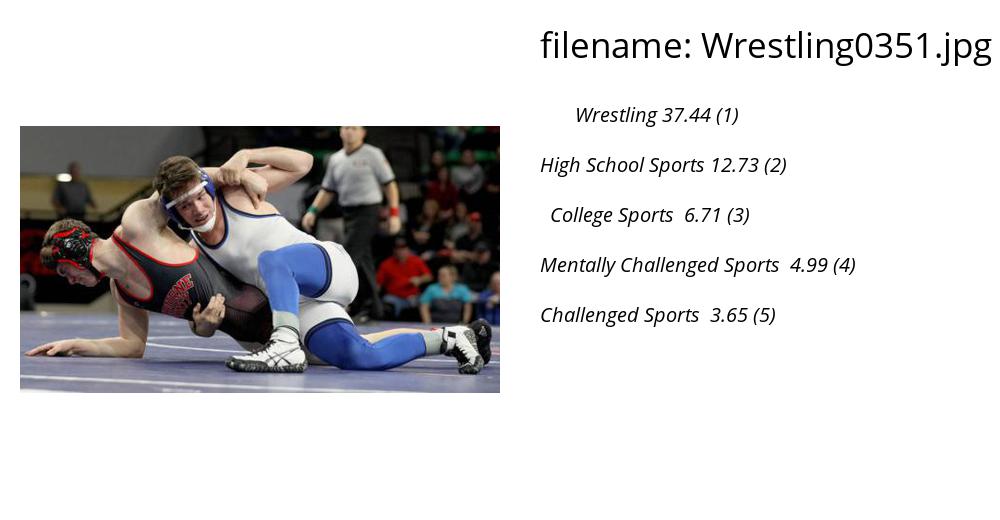 filename: Wrestling0351.jpg
Wrestling 37.44 (1)
High School Sports 12.73 (2)
College Sports 6.71 (3)
Mentally Challenged Sports 4.99 (4)
Challenged Sports 3.65 (5)